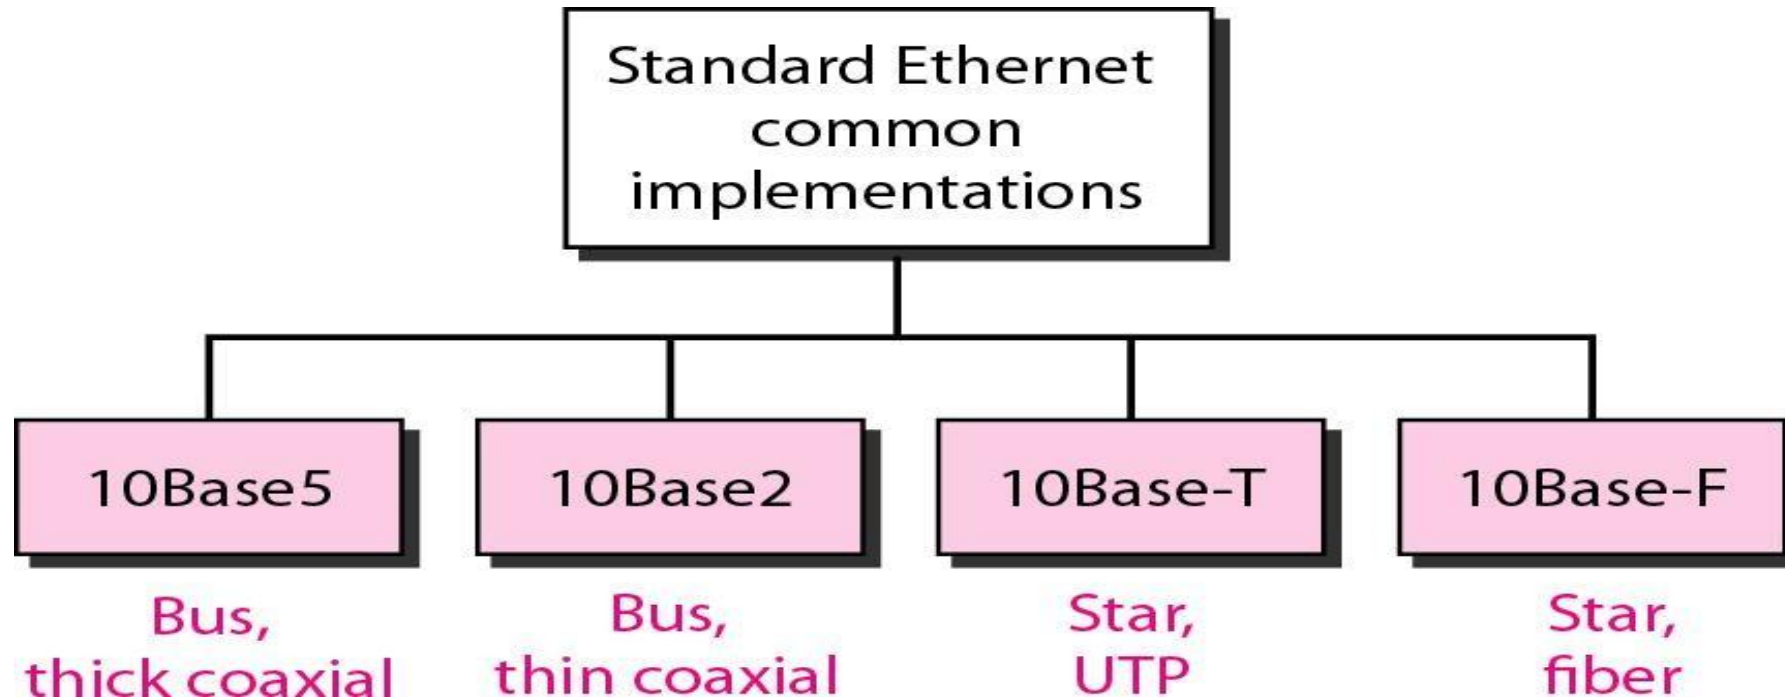 Standard Ethernet
common
implementations
10Base5
10Base2
10Base-T
10Base-F
Bus,
thick coaxial
Bus,
thin coaxial
Star,
UTP
Star,
fiber